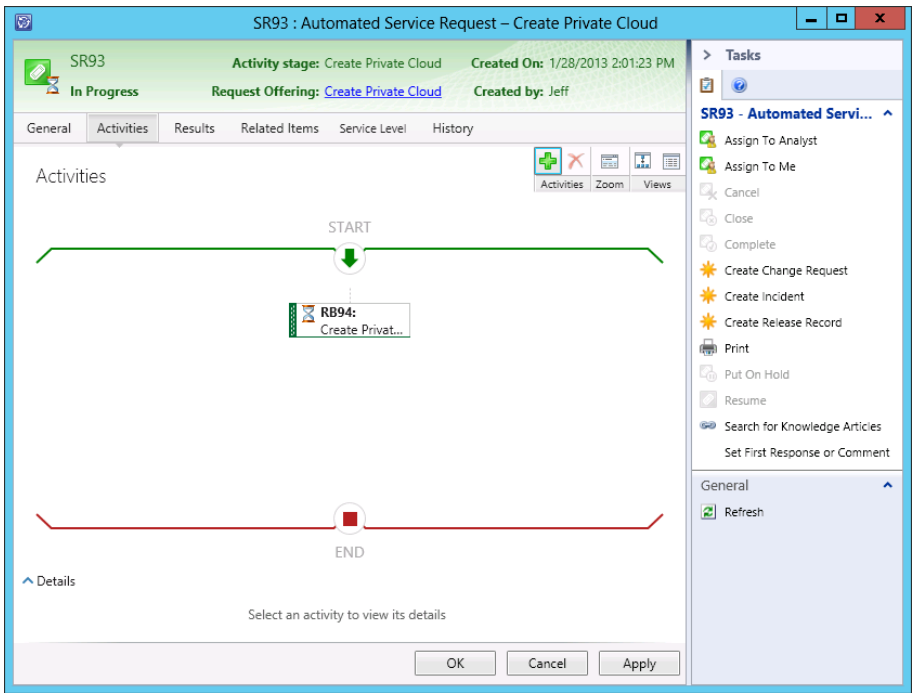 SR93 : Automated Service Request – Create Private Cloud
SR93
In Progress
Activity stage: Create Private Cloud
Created On: 1/28/2013 2:01:23 PM
Request Offering: Create Private Cloud
Created by: Jeff
General Activities Results Related Items Service Level History
Activities
Activities Zoom Views
START
RB94:
Create Privat...
END
Details
Select an activity to view its details
OK Cancel Apply
Tasks
SR93 - Automated Servi...
Assign To Analyst
Assign To Me
Cancel
Close
Complete
Create Change Request
Create Incident
Create Release Record
Print
Put On Hold
Resume
Search for Knowledge Articles
Set First Response or Comment
General
Refresh